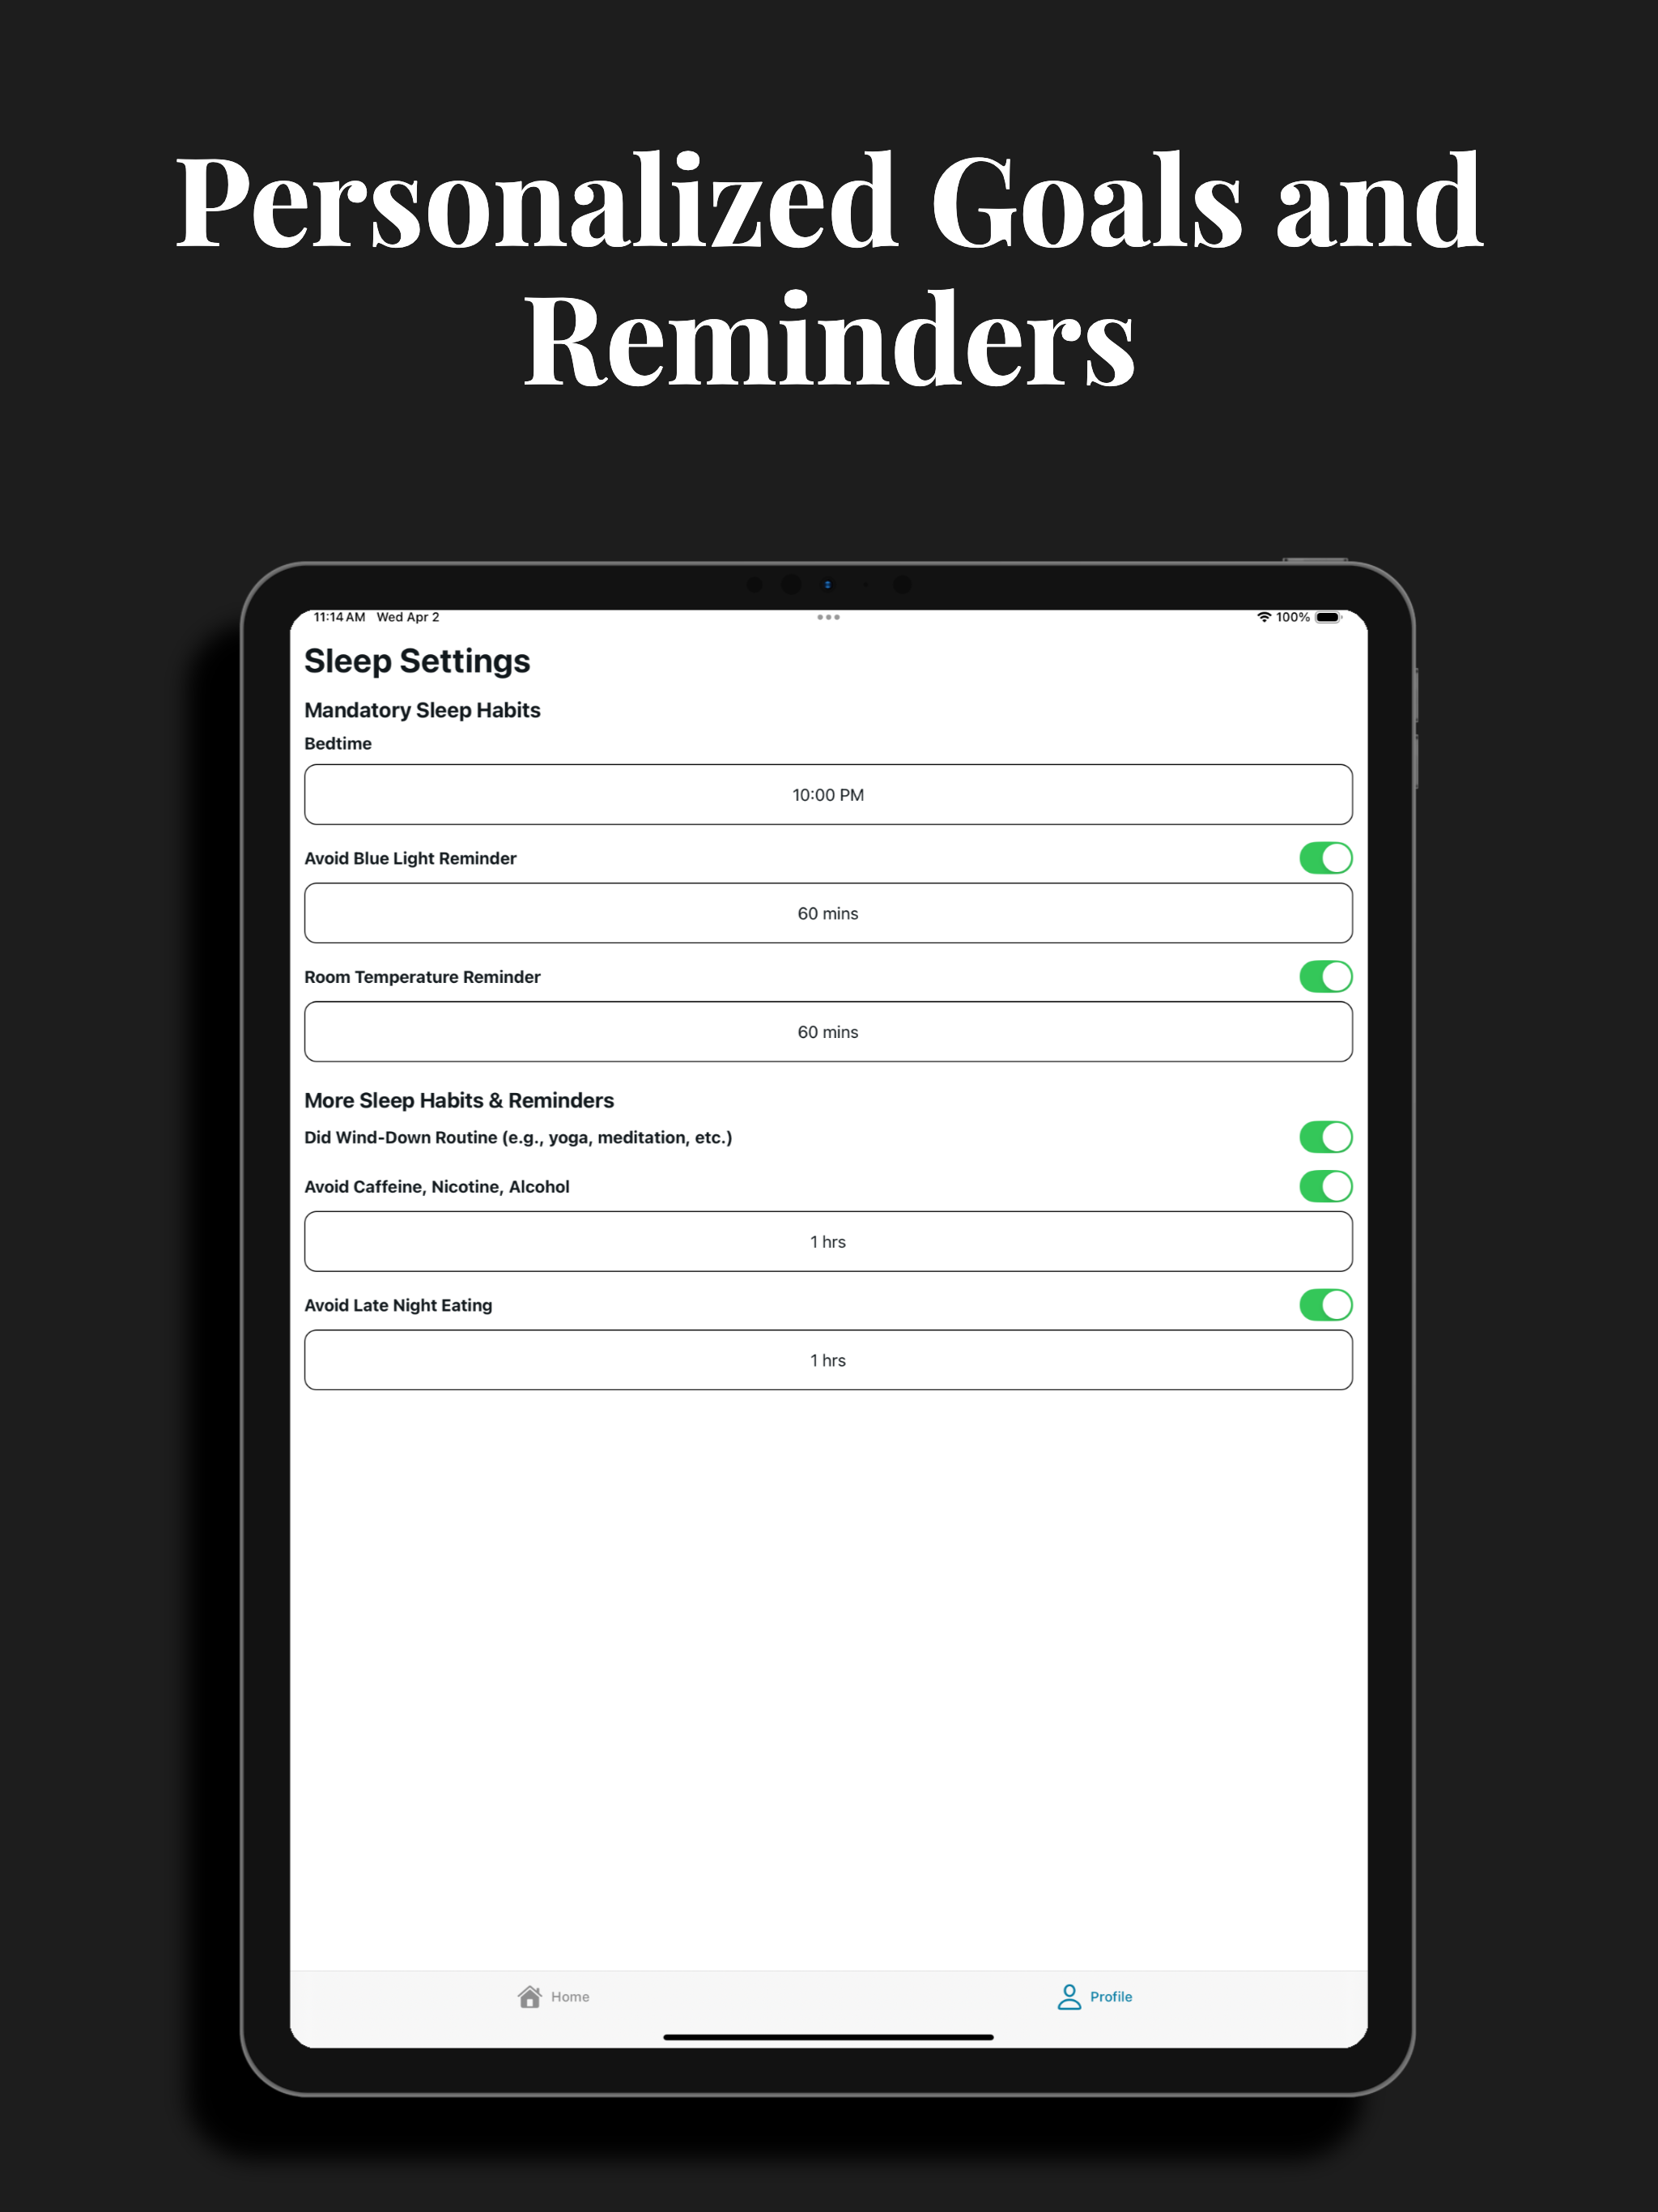 Personalized Goals and
Reminders
11:14 AM Wed Apr 2
100%
Sleep Settings
Mandatory Sleep Habits
Bedtime
10:00 PM
Avoid Blue Light Reminder
60 mins
Room Temperature Reminder
60 mins
More Sleep Habits & Reminders
Did Wind-Down Routine (e.g., yoga, meditation, etc.)
Avoid Caffeine, Nicotine, Alcohol
1 hrs
Avoid Late Night Eating
1 hrs
Home Profile